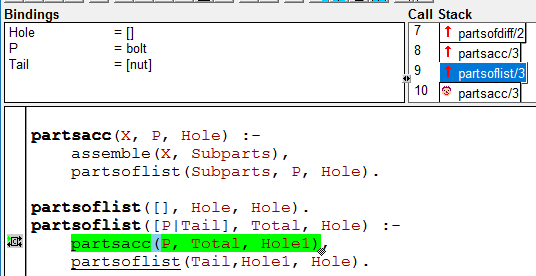 Bindings
Hole = []
P = bolt
Tail = [nut]
Call Stack
7 partsofdiff/2
8 partsacc/3
9 partsoflist/3
10 partsacc/3
partsacc(X, P, Hole) :-
assemble(X, Subparts),
partsoflist(Subparts, P, Hole).
partsoflist([], Hole, Hole).
partsoflist([P|Tail], Total, Hole) :-
partsacc(P, Total, Hole1),
partsoflist(Tail,Hole1, Hole).